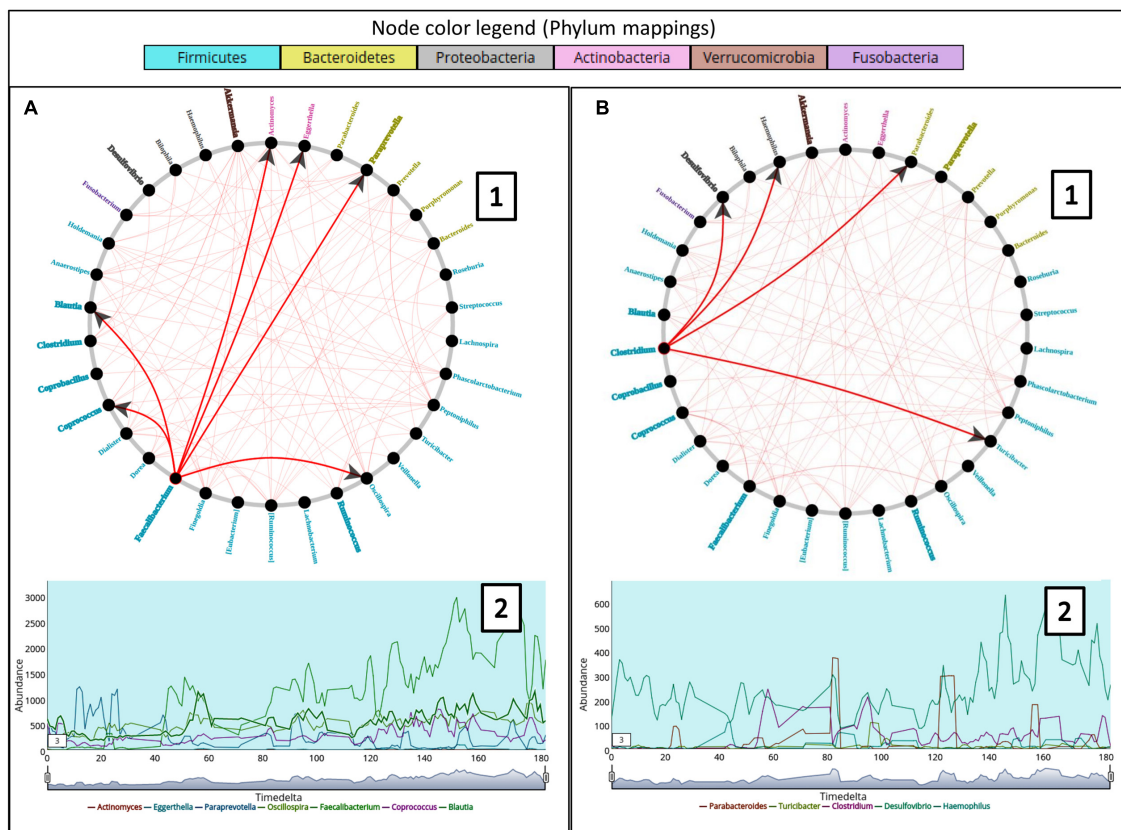 Node color legend (Phylum mappings)
Firmicutes Bacteroidetes Proteobacteria Actinobacteria Verrucomicrobia Fusobacteria
A
1
Akkermansia
Actinomyces
Eggerthella
Parabacteroides
Paraprevotella
Prevotella
Porphyromonas
Bacteroides
Roseburia
Streptococcus
Lachnospira
Phascolarctobacterium
Peptoniphilus
Turicibacter
Veillonella
Oscillospira
Ruminococcus
Lachnobacterium
[Ruminococcus]
[Eubacterium]
Finegoldia
Faecalibacterium
Dorea
Dialister
Coprococcus
Coprobacillus
Clostridium
Blautia
Anaerostipes
Holdemania
Fusobacterium
Desulfovibrio
Bilophila
Haemophilus
2
Abundance
3000
2500
2000
1500
1000
500
0
3
0 20 40 60 80 100 120 140 160 180
Timedelta
Actinomyces Eggerthella Paraprevotella Oscillospira Faecalibacterium Coprococcus Blautia
B
1
Akkermansia
Actinomyces
Eggerthella
Parabacteroides
Paraprevotella
Prevotella
Porphyromonas
Bacteroides
Roseburia
Streptococcus
Lachnospira
Phascolarctobacterium
Peptoniphilus
Turicibacter
Veillonella
Oscillospira
Ruminococcus
Lachnobacterium
[Ruminococcus]
[Eubacterium]
Finegoldia
Faecalibacterium
Dorea
Dialister
Coprococcus
Coprobacillus
Clostridium
Blautia
Anaerostipes
Holdemania
Fusobacterium
Desulfovibrio
Bilophila
Haemophilus
2
Abundance
600
500
400
300
200
100
0
3
0 20 40 60 80 100 120 140 160 180
Timedelta
Parabacteroides Turicibacter Clostridium Desulfovibrio Haemophilus